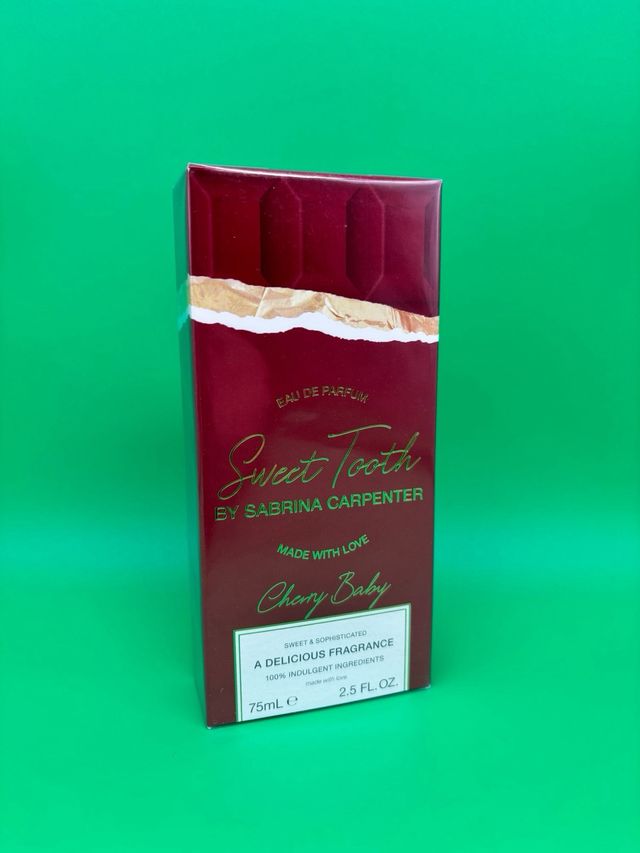 EAU DE PARFUM
Sweet Tooth
BY SABRINA CARPENTER
MADE WITH LOVE
Cherry Baby
SWEET & SOPHISTICATED
A DELICIOUS FRAGRANCE
100% INDULGENT INGREDIENTS
made with love
75mL ℮ 2.5 FL.OZ.